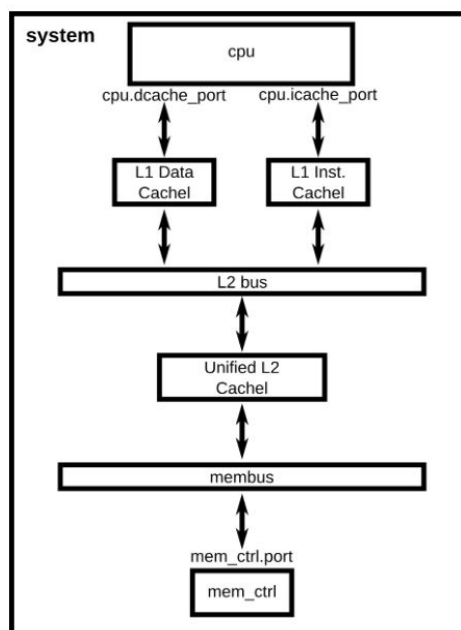 system
cpu
cpu.dcache_port
cpu.icache_port
L1 Data
Cachel
L1 Inst.
Cachel
L2 bus
Unified L2
Cachel
membus
mem_ctrl.port
mem_ctrl